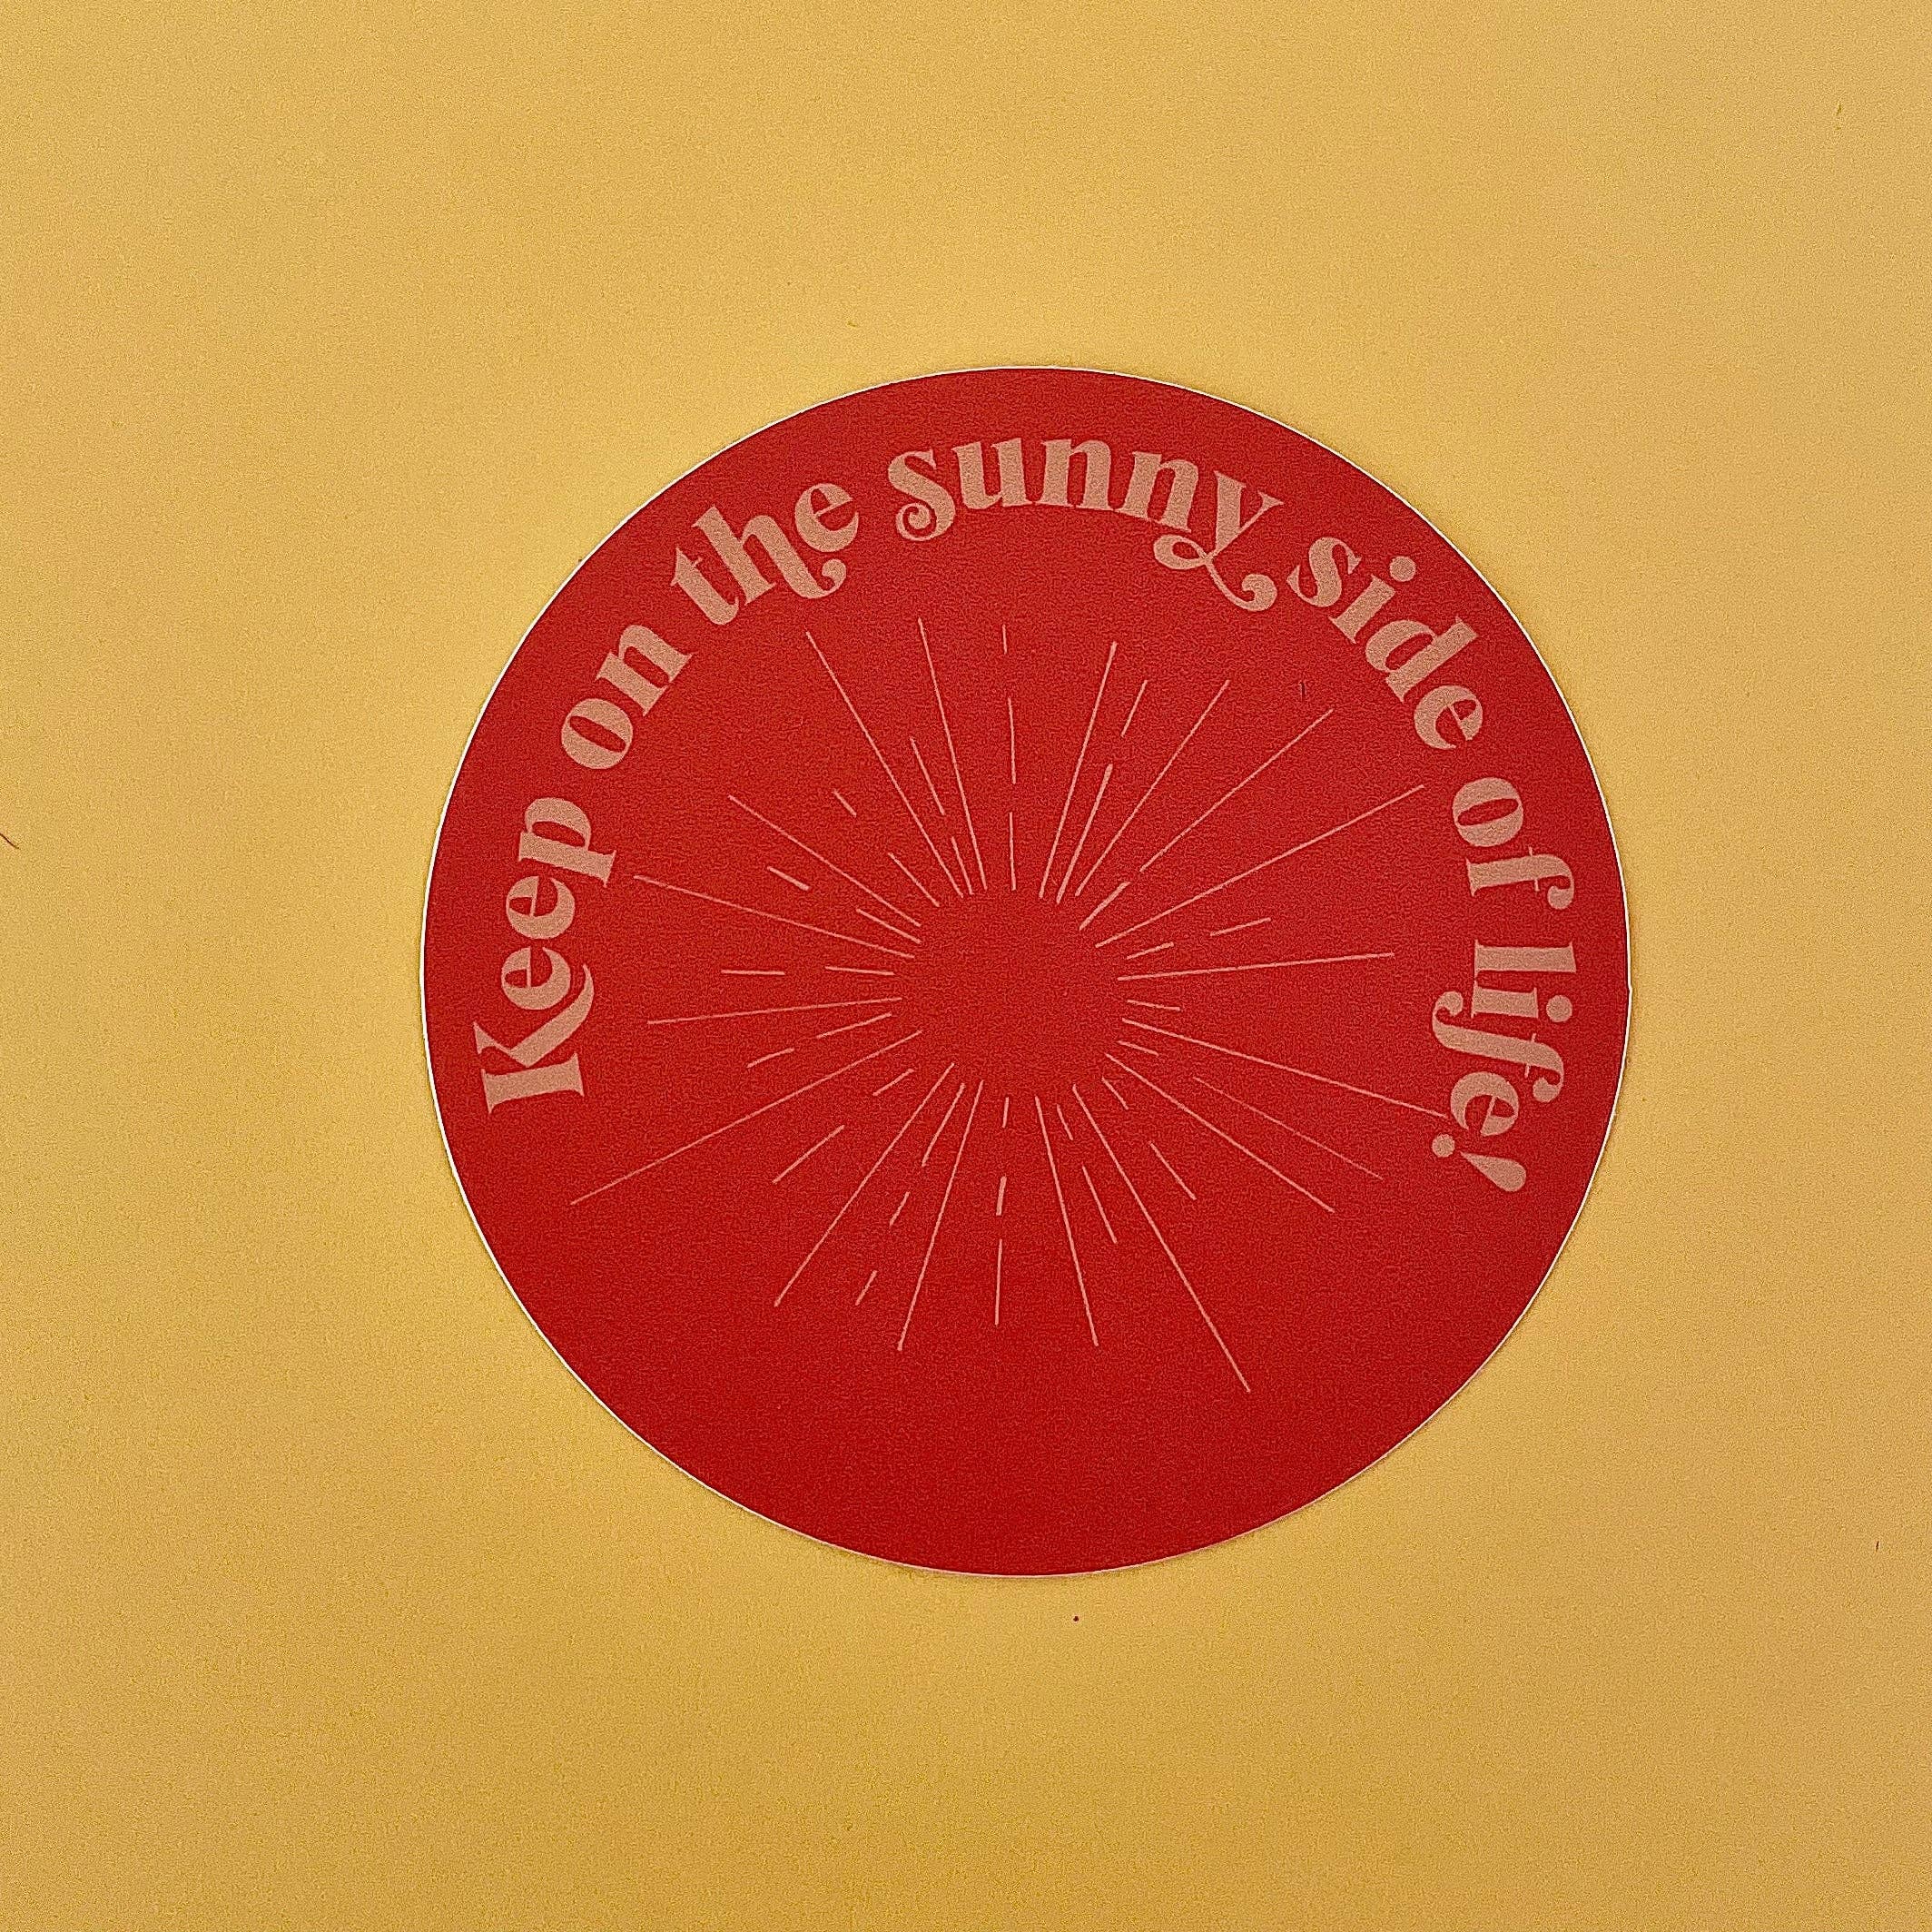 Keep on the sunny side of life!